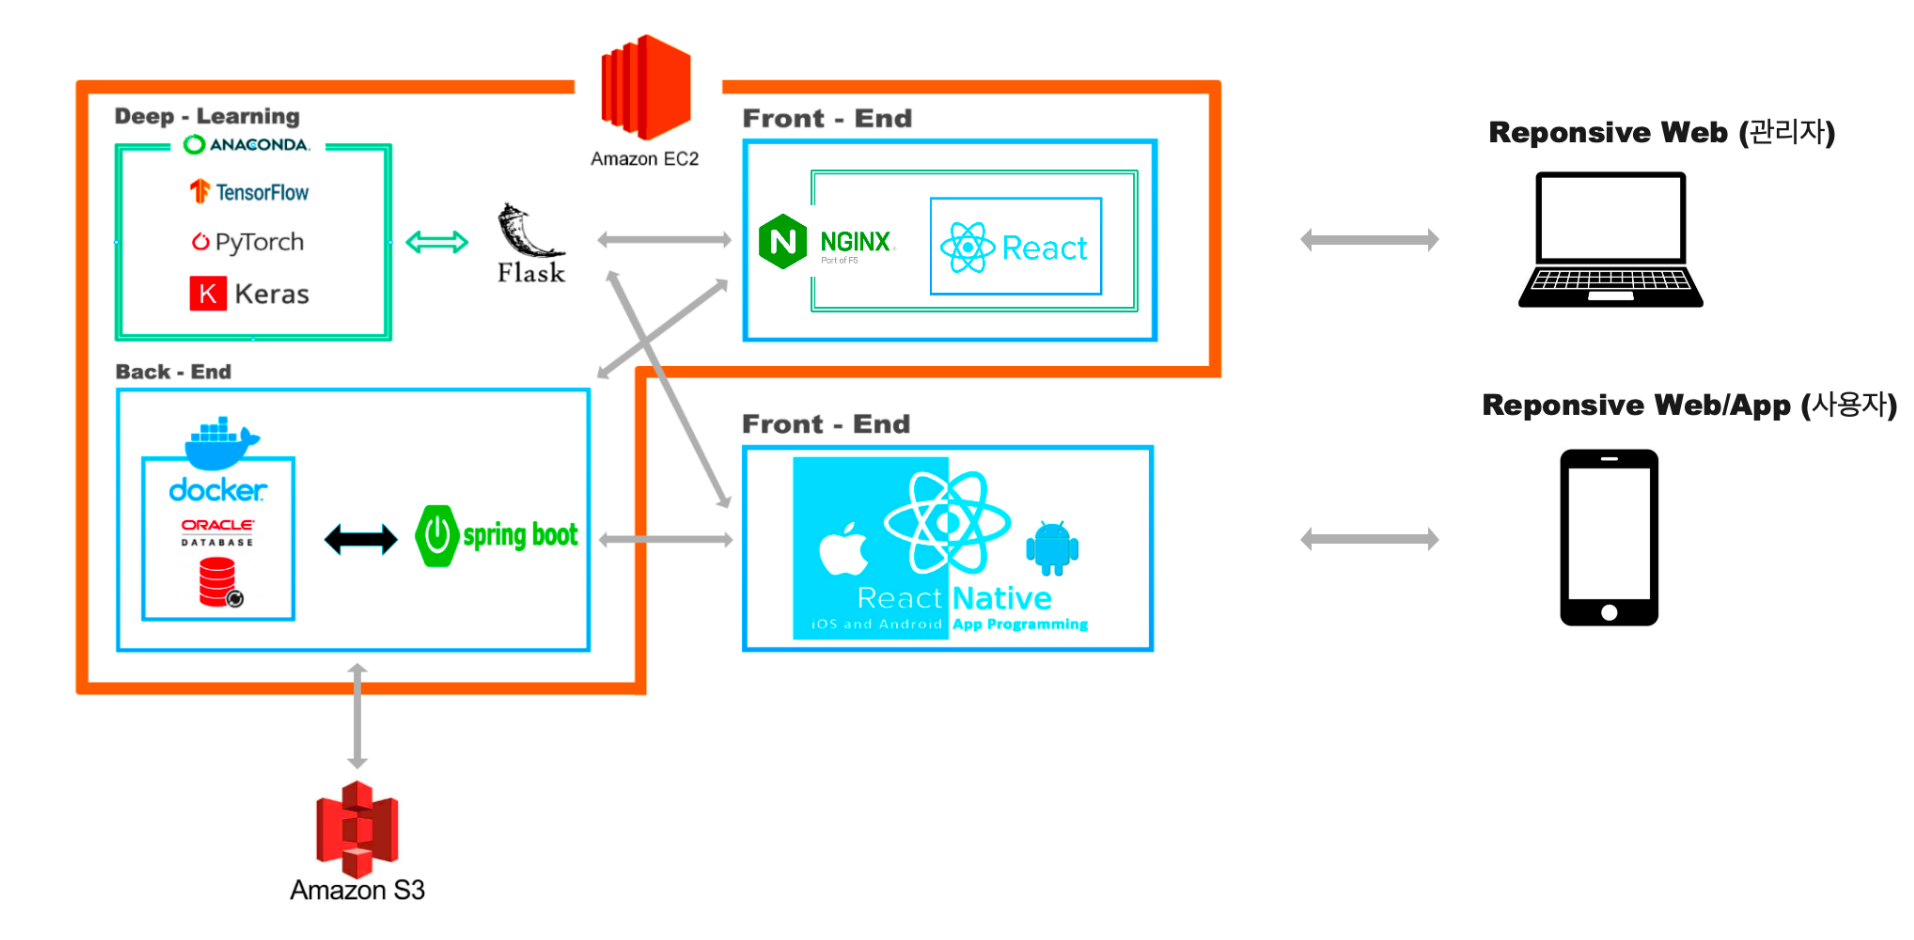 Amazon EC2
Deep - Learning
ANACONDA.
TensorFlow
PyTorch
K Keras
Flask
Front - End
N NGINX
Part of F5
React
Reponsive Web (관리자)
Back - End
docker
ORACLE
DATABASE
spring boot
Front - End
React Native
iOS and Android App Programming
Reponsive Web/App (사용자)
Amazon S3